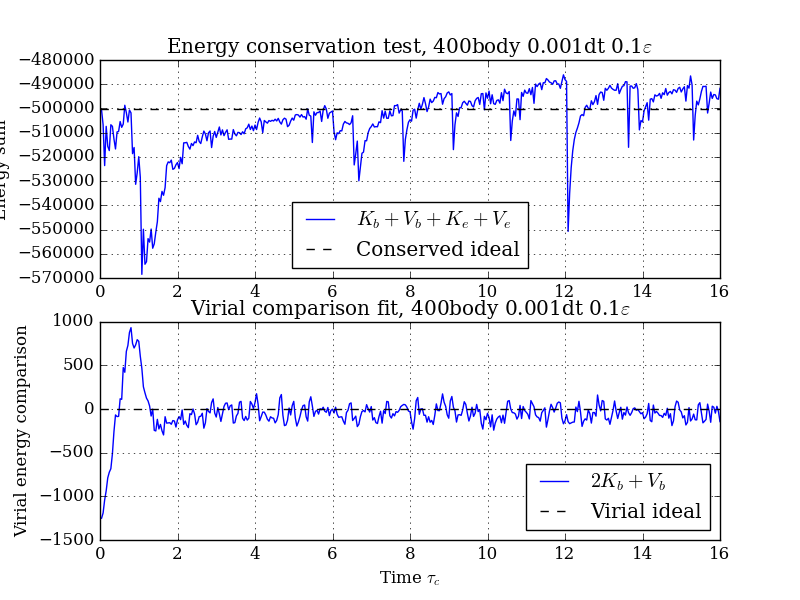 Energy conservation test, 400body 0.001dt 0.1ε
−480000
−490000
−500000
−510000
−520000
−530000
−540000
−550000
−560000
−570000
Energy sum
K_b + V_b + K_e + V_e
Conserved ideal
0 2 4 6 8 10 12 14 16
Virial comparison fit, 400body 0.001dt 0.1ε
1000
500
0
−500
−1000
−1500
Virial energy comparison
2K_b + V_b
Virial ideal
0 2 4 6 8 10 12 14 16
Time τ_c